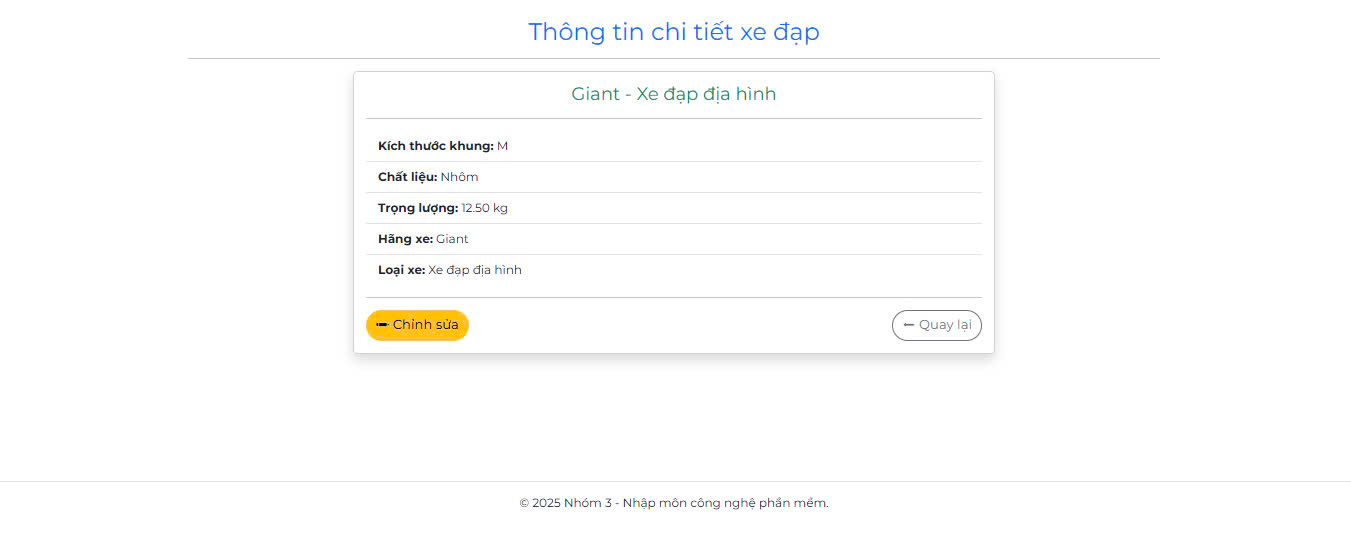 Thông tin chi tiết xe đạp
Giant - Xe đạp địa hình
Kích thước khung: M
Chất liệu: Nhôm
Trọng lượng: 12.50 kg
Hãng xe: Giant
Loại xe: Xe đạp địa hình
✏ Chỉnh sửa
← Quay lại
© 2025 Nhóm 3 - Nhập môn công nghệ phần mềm.